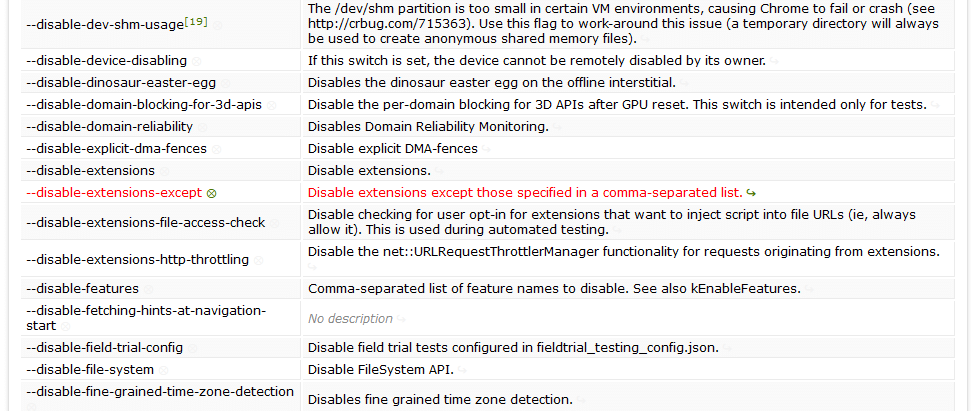 The /dev/shm partition is too small in certain VM environments, causing Chrome to fail or crash (see
--disable-dev-shm-usage[19]
http://crbug.com/715363). Use this flag to work-around this issue (a temporary directory will always
be used to create anonymous shared memory files).
--disable-device-disabling If this switch is set, the device cannot be remotely disabled by its owner.
--disable-dinosaur-easter-egg Disables the dinosaur easter egg on the offline interstitial.
--disable-domain-blocking-for-3d-apis Disable the per-domain blocking for 3D APIs after GPU reset. This switch is intended only for tests.
--disable-domain-reliability Disables Domain Reliability Monitoring.
--disable-explicit-dma-fences Disable explicit DMA-fences
--disable-extensions Disable extensions.
--disable-extensions-except ⊗ Disable extensions except those specified in a comma-separated list. ↪
--disable-extensions-file-access-check
Disable checking for user opt-in for extensions that want to inject script into file URLs (ie, always
allow it). This is used during automated testing.
--disable-extensions-http-throttling
Disable the net::URLRequestThrottlerManager functionality for requests originating from extensions.
--disable-features Comma-separated list of feature names to disable. See also kEnableFeatures.
--disable-fetching-hints-at-navigation-
start
No description
--disable-field-trial-config Disable field trial tests configured in fieldtrial_testing_config.json.
--disable-file-system Disable FileSystem API.
--disable-fine-grained-time-zone-detection
Disables fine grained time zone detection.